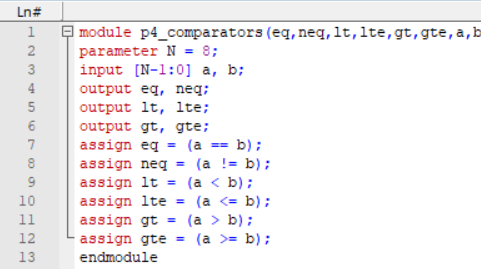 Ln#
1 module p4_comparators(eq,neq,lt,lte,gt,gte,a,b
2 parameter N = 8;
3 input [N-1:0] a, b;
4 output eq, neq;
5 output lt, lte;
6 output gt, gte;
7 assign eq = (a == b);
8 assign neq = (a != b);
9 assign lt = (a < b);
10 assign lte = (a <= b);
11 assign gt = (a > b);
12 assign gte = (a >= b);
13 endmodule